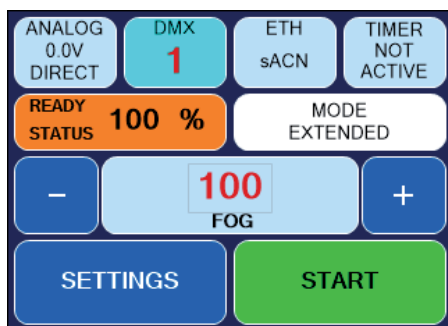 ANALOG
0.0V
DIRECT
DMX
1
ETH
sACN
TIMER
NOT
ACTIVE
READY
STATUS
100 %
MODE
EXTENDED
−
100
FOG
+
SETTINGS
START